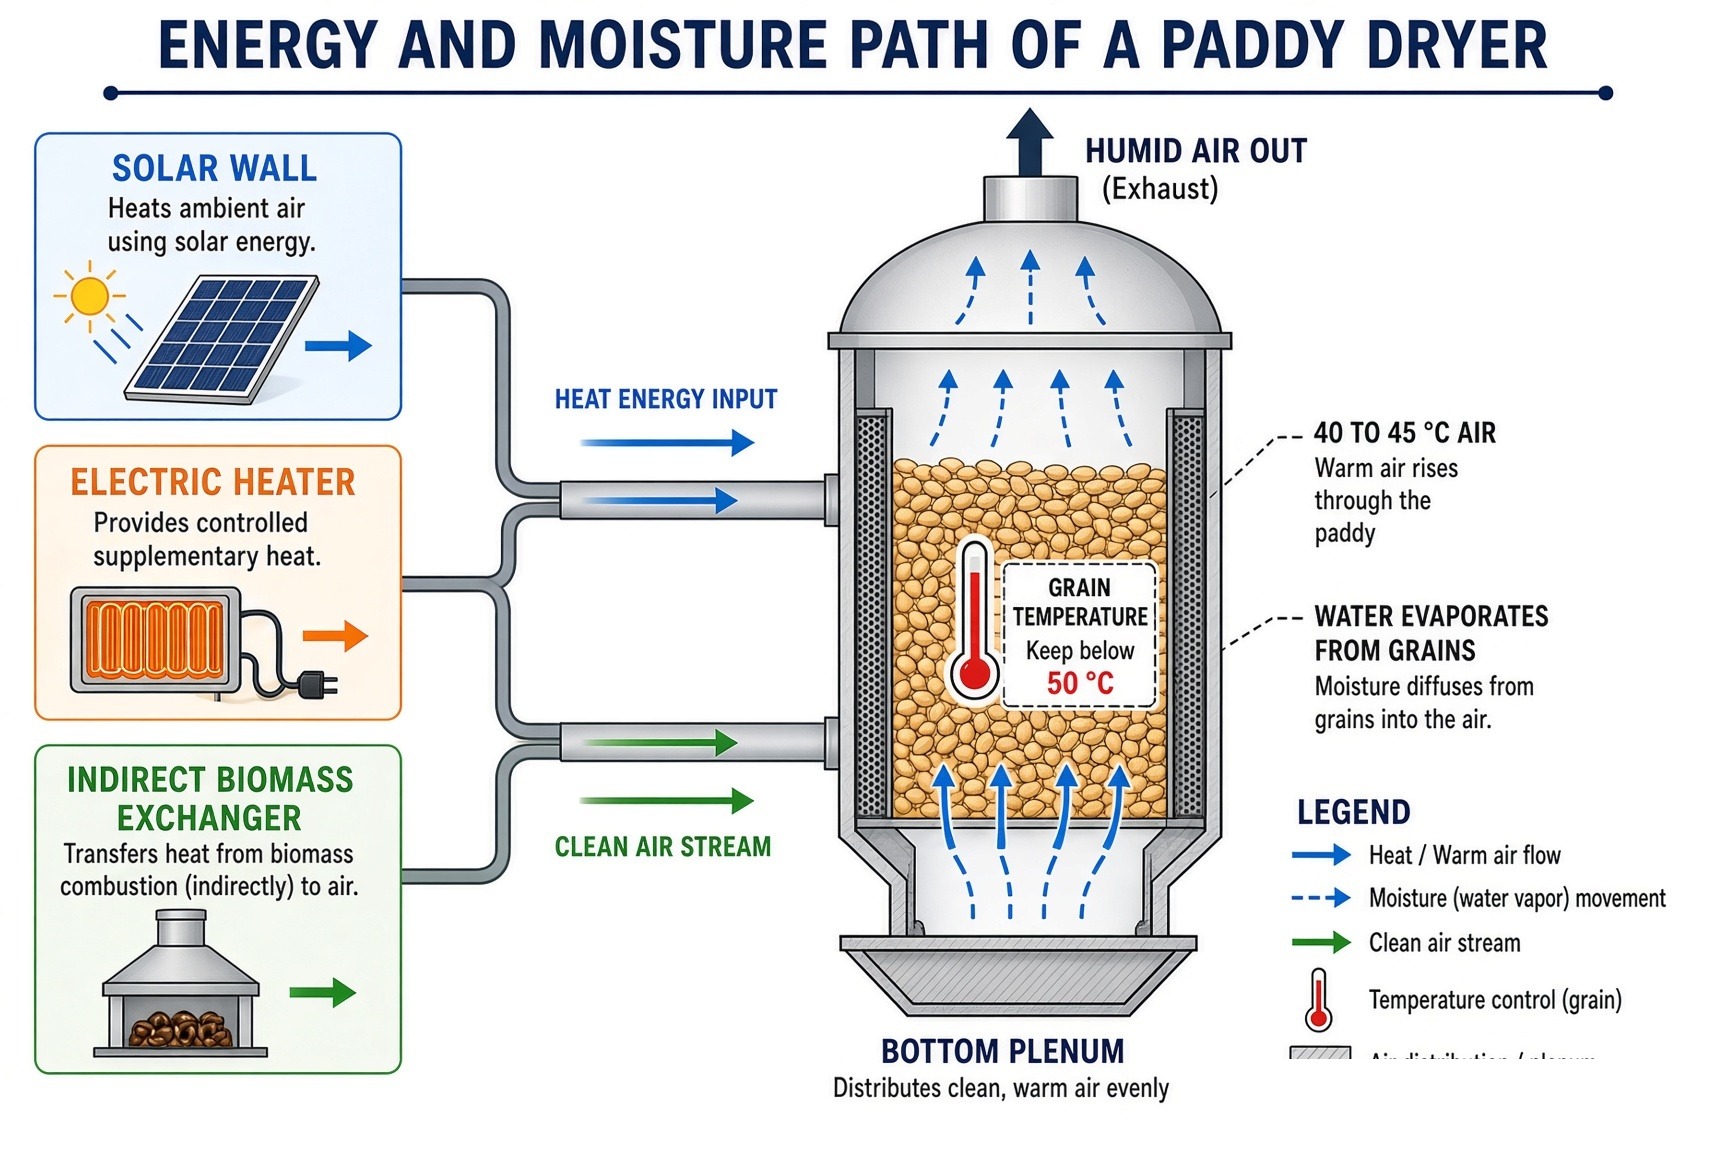 ENERGY AND MOISTURE PATH OF A PADDY DRYER
SOLAR WALL
Heats ambient air
using solar energy.
ELECTRIC HEATER
Provides controlled
supplementary heat.
INDIRECT BIOMASS
EXCHANGER
Transfers heat from biomass
combustion (indirectly) to air.
HEAT ENERGY INPUT
CLEAN AIR STREAM
HUMID AIR OUT
(Exhaust)
GRAIN
TEMPERATURE
Keep below
50 °C
40 TO 45 °C AIR
Warm air rises
through the
paddy
WATER EVAPORATES
FROM GRAINS
Moisture diffuses from
grains into the air.
BOTTOM PLENUM
Distributes clean, warm air evenly
LEGEND
Heat / Warm air flow
Moisture (water vapor) movement
Clean air stream
Temperature control (grain)